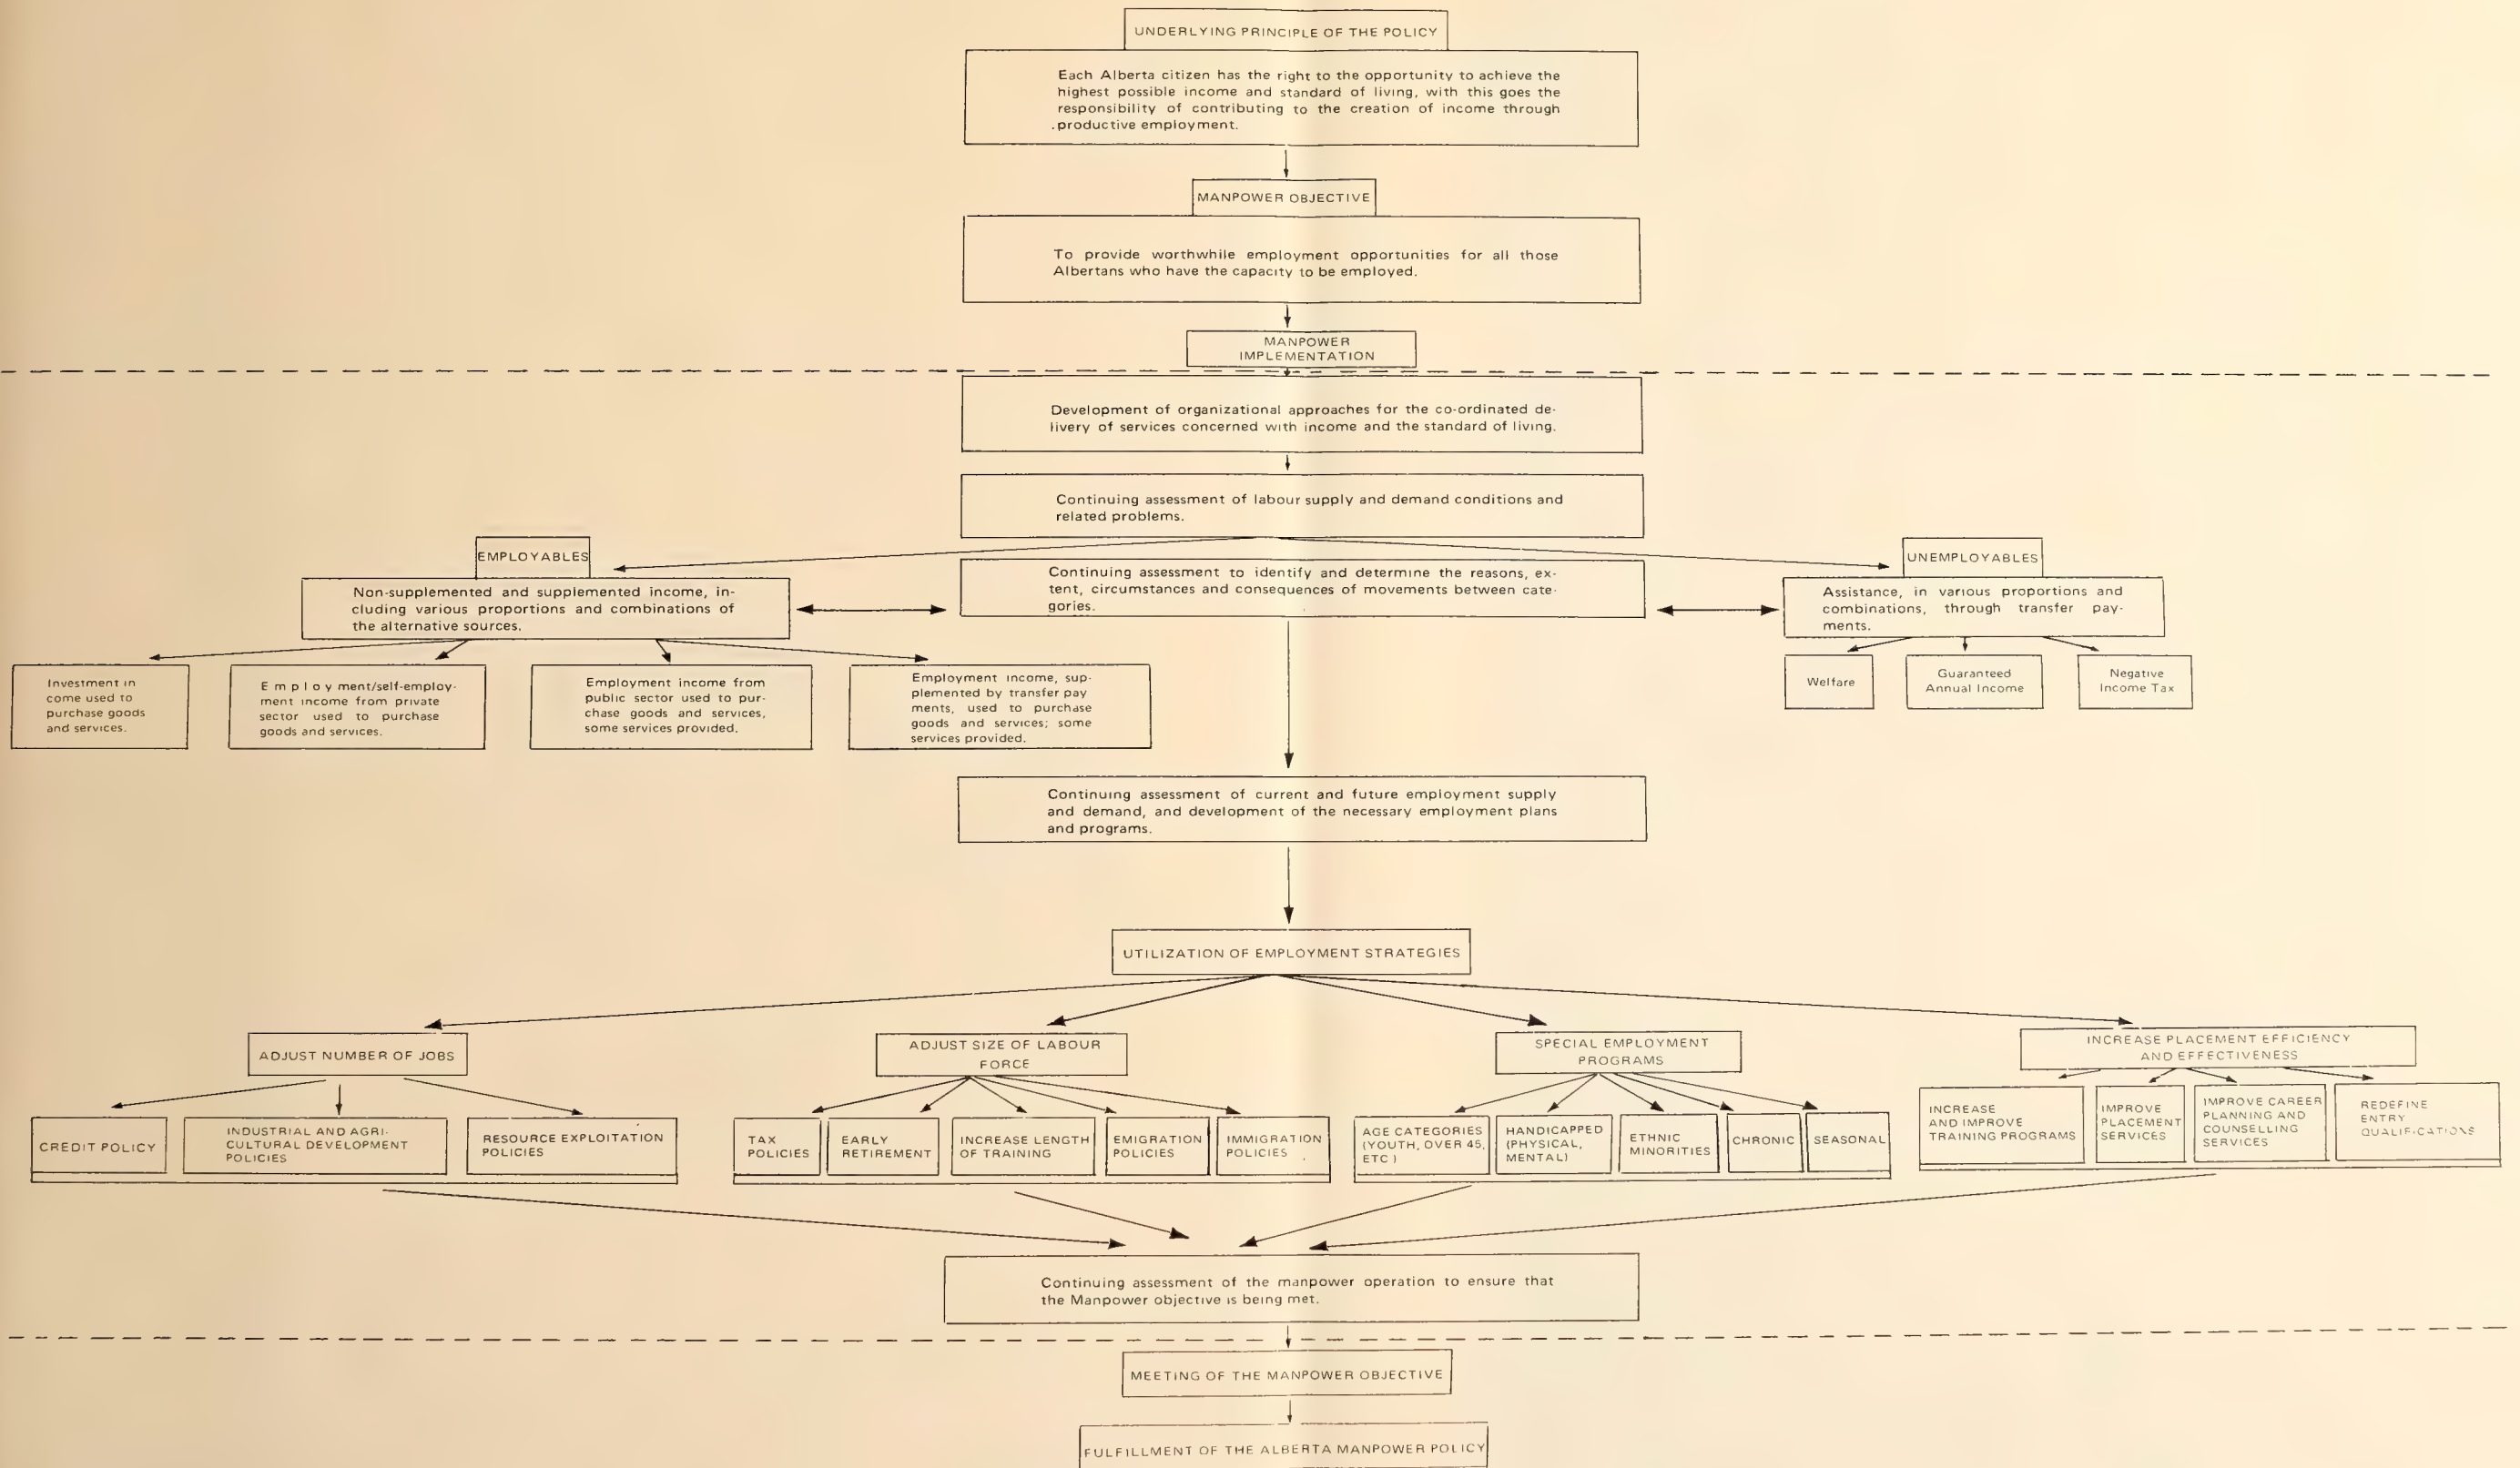 UNDERLYING PRINCIPLE OF THE POLICY
Each Alberta citizen has the right to the opportunity to achieve the
highest possible income and standard of living, with this goes the
responsibility of contributing to the creation of income through
productive employment.
MANPOWER OBJECTIVE
To provide worthwhile employment opportunities for all those
Albertans who have the capacity to be employed.
MANPOWER
IMPLEMENTATION
Development of organizational approaches for the co-ordinated de-
livery of services concerned with income and the standard of living.
Continuing assessment of labour supply and demand conditions and
related problems.
EMPLOYABLES
Non-supplemented and supplemented income, in-
cluding various proportions and combinations of
the alternative sources.
Continuing assessment to identify and determine the reasons, ex-
tent, circumstances and consequences of movements between cate-
gories.
UNEMPLOYABLES
Assistance, in various proportions and
combinations, through transfer pay-
ments.
Investment in
come used to
purchase goods
and services.
Employment/self-employ-
ment income from private
sector used to purchase
goods and services.
Employment income from
public sector used to pur-
chase goods and services,
some services provided.
Employment income, sup-
plemented by transfer pay
ments, used to purchase
goods and services; some
services provided.
Welfare
Guaranteed
Annual Income
Negative
Income Tax
Continuing assessment of current and future employment supply
and demand, and development of the necessary employment plans
and programs.
UTILIZATION OF EMPLOYMENT STRATEGIES
ADJUST NUMBER OF JOBS
ADJUST SIZE OF LABOUR
FORCE
SPECIAL EMPLOYMENT
PROGRAMS
INCREASE PLACEMENT EFFICIENCY
AND EFFECTIVENESS
CREDIT POLICY
INDUSTRIAL AND AGRI-
CULTURAL DEVELOPMENT
POLICIES
RESOURCE EXPLOITATION
POLICIES
TAX
POLICIES
EARLY
RETIREMENT
INCREASE LENGTH
OF TRAINING
EMIGRATION
POLICIES
IMMIGRATION
POLICIES
AGE CATEGORIES
(YOUTH, OVER 45,
ETC )
HANDICAPPED
(PHYSICAL,
MENTAL)
ETHNIC
MINORITIES
CHRONIC
SEASONAL
INCREASE
AND IMPROVE
TRAINING PROGRAMS
IMPROVE
PLACEMENT
SERVICES
IMPROVE CAREER
PLANNING AND
COUNSELLING
SERVICES
REDEFINE
ENTRY
QUALIFICATIONS
Continuing assessment of the manpower operation to ensure that
the Manpower objective is being met.
MEETING OF THE MANPOWER OBJECTIVE
FULFILLMENT OF THE ALBERTA MANPOWER POLICY